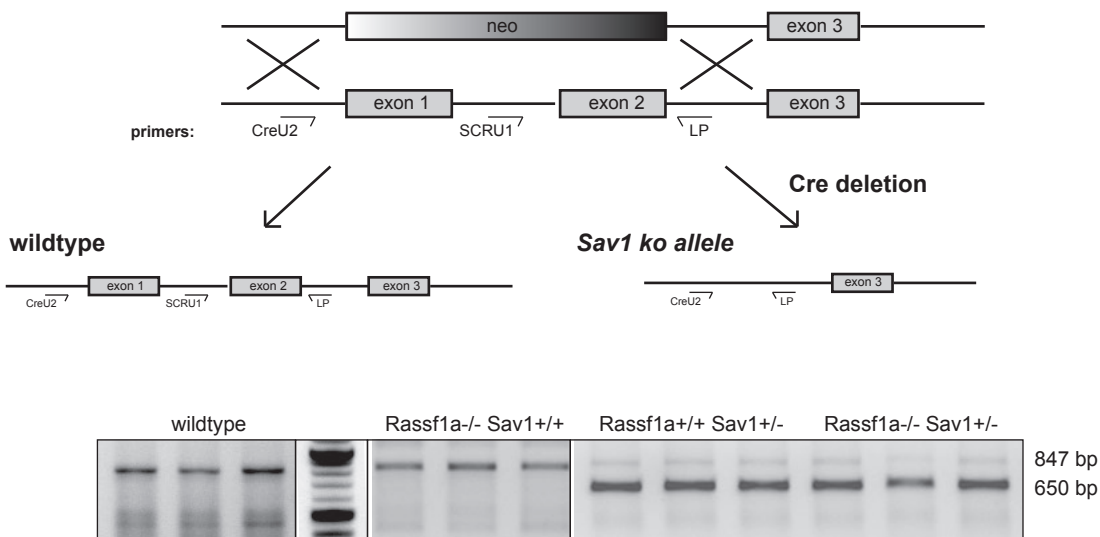 neo exon 3
exon 1 exon 2 exon 3
primers: CreU2 SCRU1 LP
Cre deletion
wildtype Sav1 ko allele
exon 1 exon 2 exon 3 exon 3
CreU2 SCRU1 LP CreU2 LP
wildtype Rassf1a-/- Sav1+/+ Rassf1a+/+ Sav1+/- Rassf1a-/- Sav1+/-
847 bp
650 bp